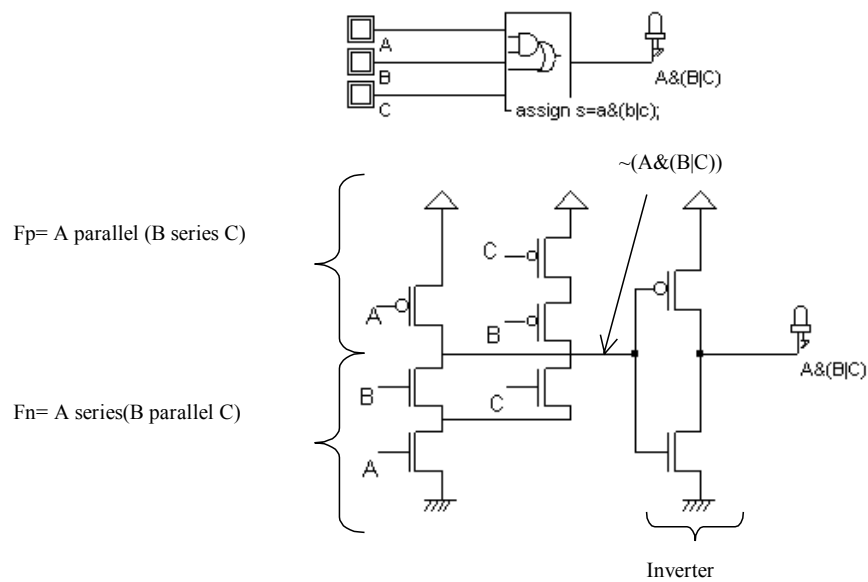 A
B
C
A&(B|C)
assign s=a&(b|c);
~(A&(B|C))
Fp= A parallel (B series C)
C
A
B
A&(B|C)
Fn= A series(B parallel C)
B
C
A
Inverter